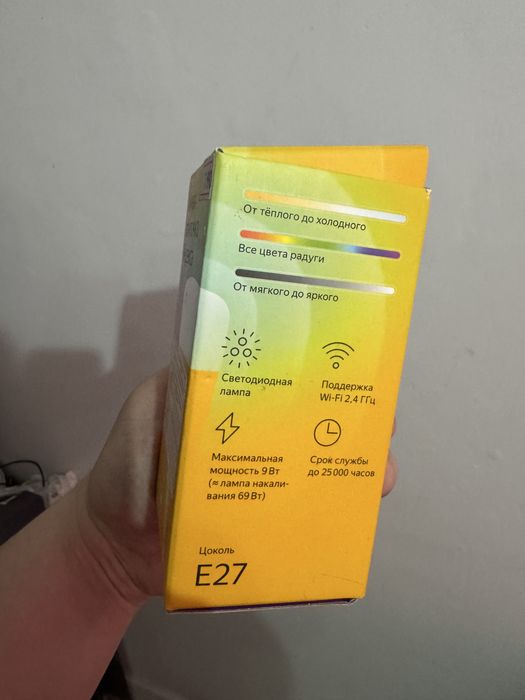 От тёплого до холодного
Все цвета радуги
От мягкого до яркого
Светодиодная
лампа
Поддержка
Wi-Fi 2,4 ГГц
Максимальная
мощность 9 Вт
(≈ лампа накали-
вания 69 Вт)
Срок службы
до 25 000 часов
Цоколь
E27